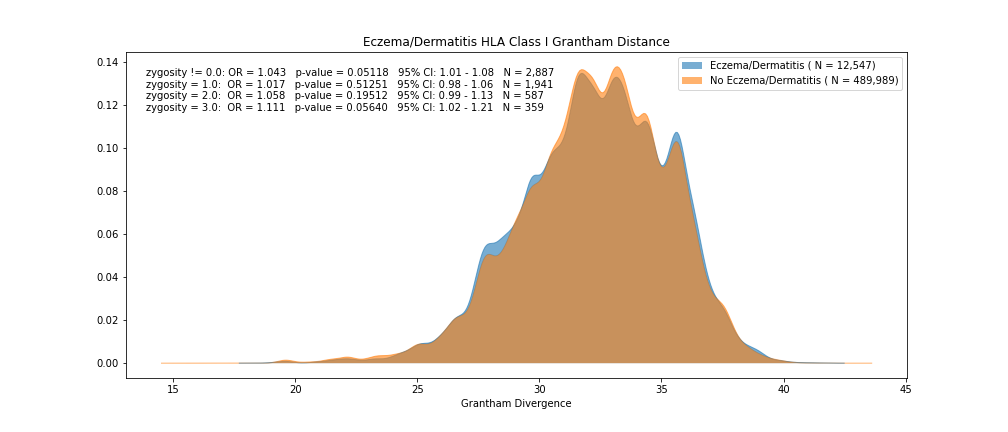 Eczema/Dermatitis HLA Class I Grantham Distance
zygosity != 0.0: OR = 1.043 p-value = 0.05118 95% CI: 1.01 - 1.08 N = 2,887
zygosity = 1.0: OR = 1.017 p-value = 0.51251 95% CI: 0.98 - 1.06 N = 1,941
zygosity = 2.0: OR = 1.058 p-value = 0.19512 95% CI: 0.99 - 1.13 N = 587
zygosity = 3.0: OR = 1.111 p-value = 0.05640 95% CI: 1.02 - 1.21 N = 359
Eczema/Dermatitis ( N = 12,547)
No Eczema/Dermatitis ( N = 489,989)
0.14
0.12
0.10
0.08
0.06
0.04
0.02
0.00
15 20 25 30 35 40 45
Grantham Divergence